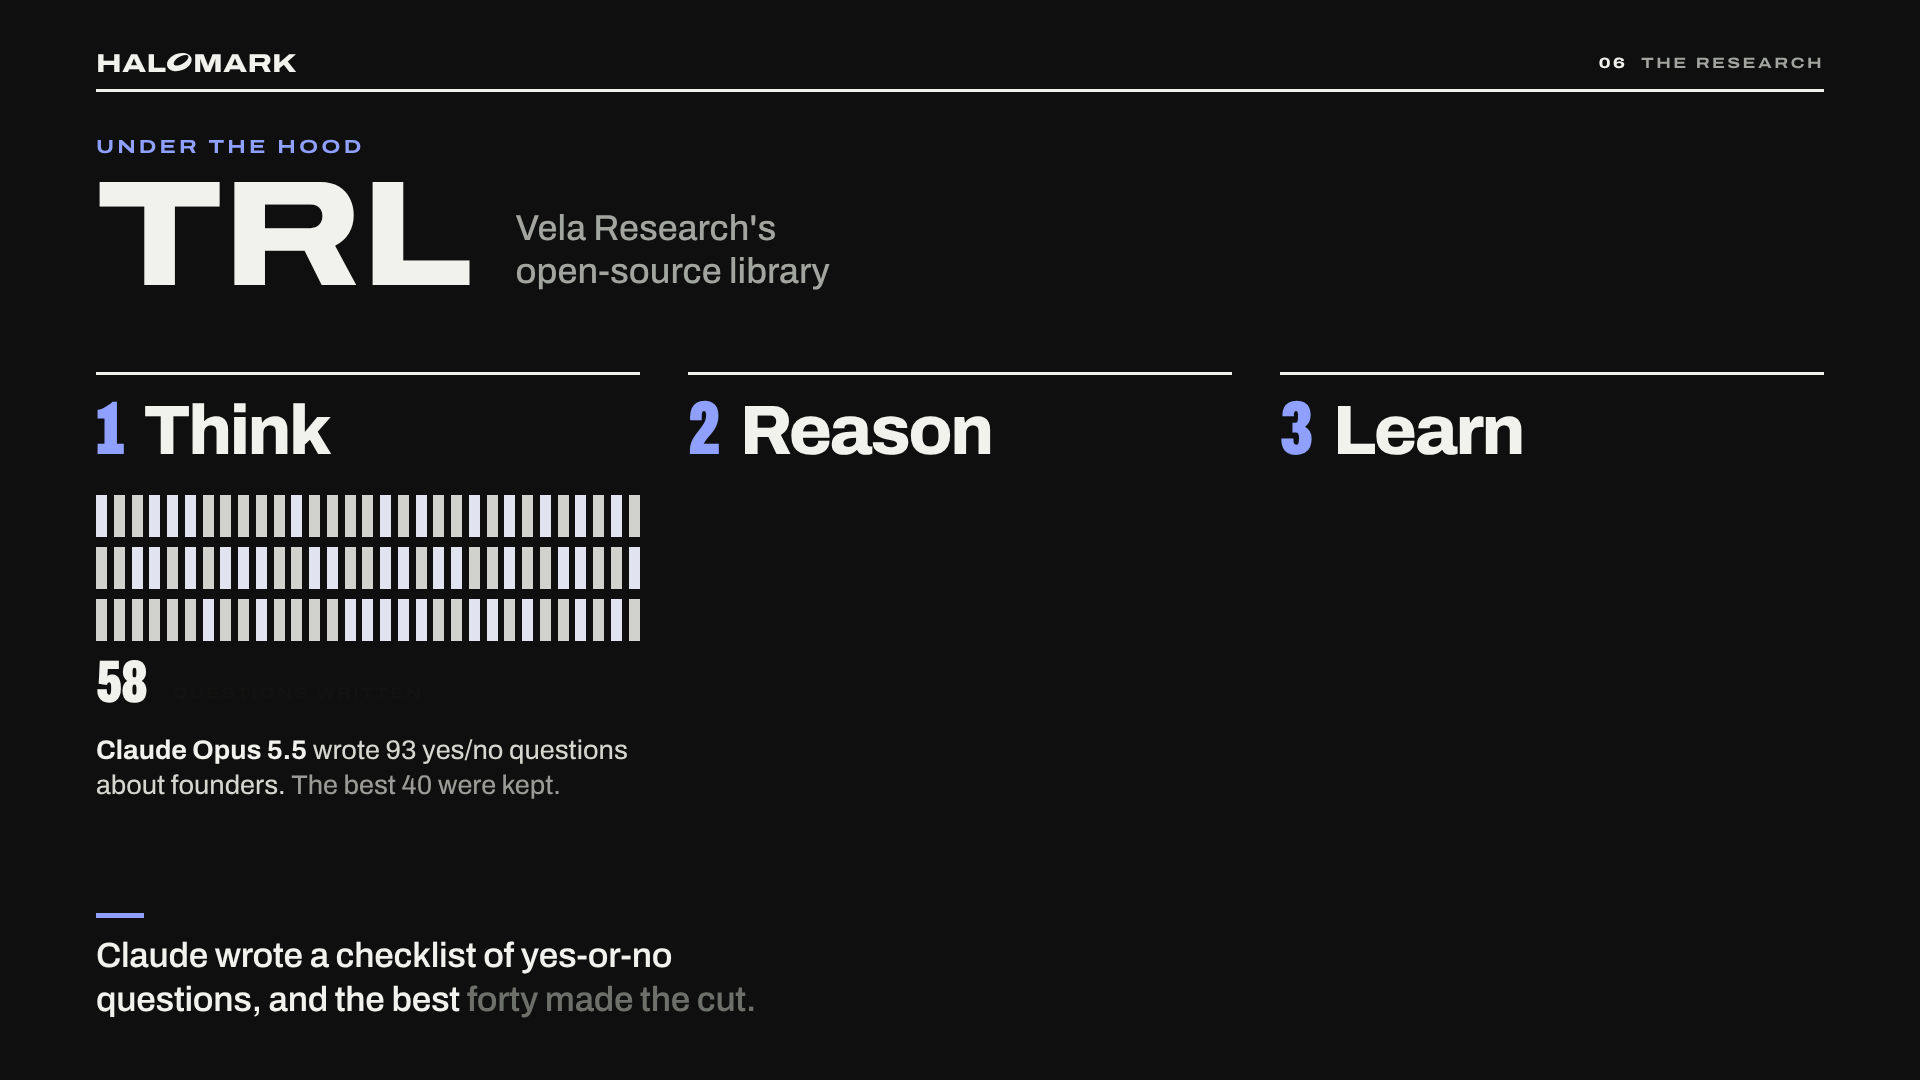 HALOMARK
06 THE RESEARCH
UNDER THE HOOD
TRL
Vela Research's
open-source library
1 Think
2 Reason
3 Learn
58 QUESTIONS WRITTEN
Claude Opus 5.5 wrote 93 yes/no questions
about founders. The best 40 were kept.
Claude wrote a checklist of yes-or-no
questions, and the best forty made the cut.